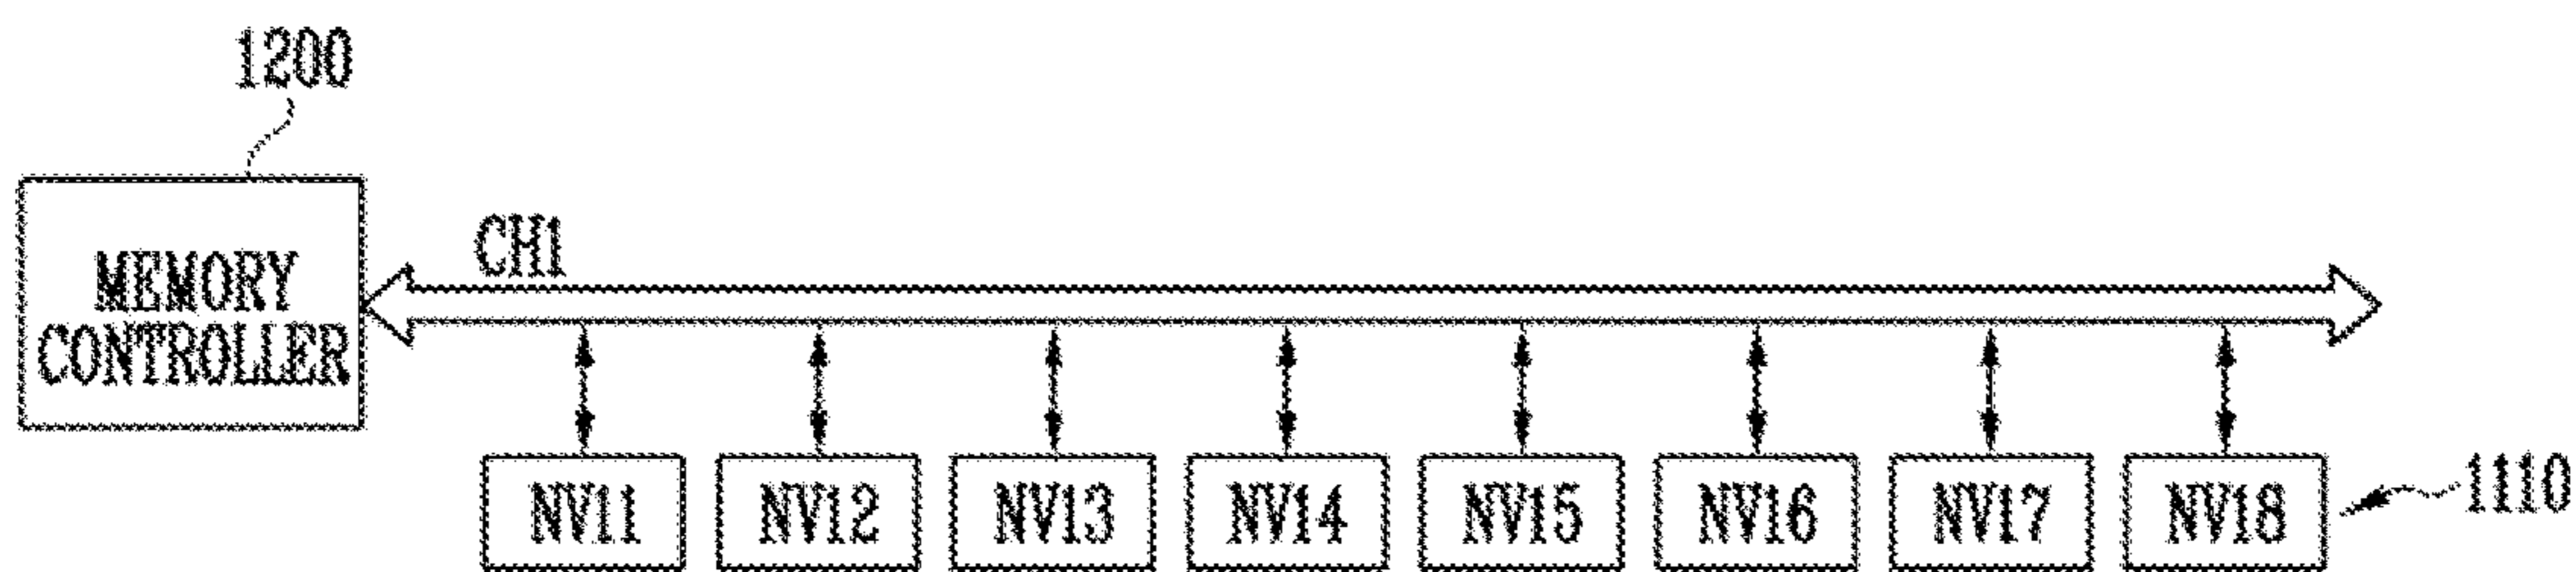 1200
CH1
MEMORY
CONTROLLER
NV11 NV12 NV13 NV14 NV15 NV16 NV17 NV18
1110